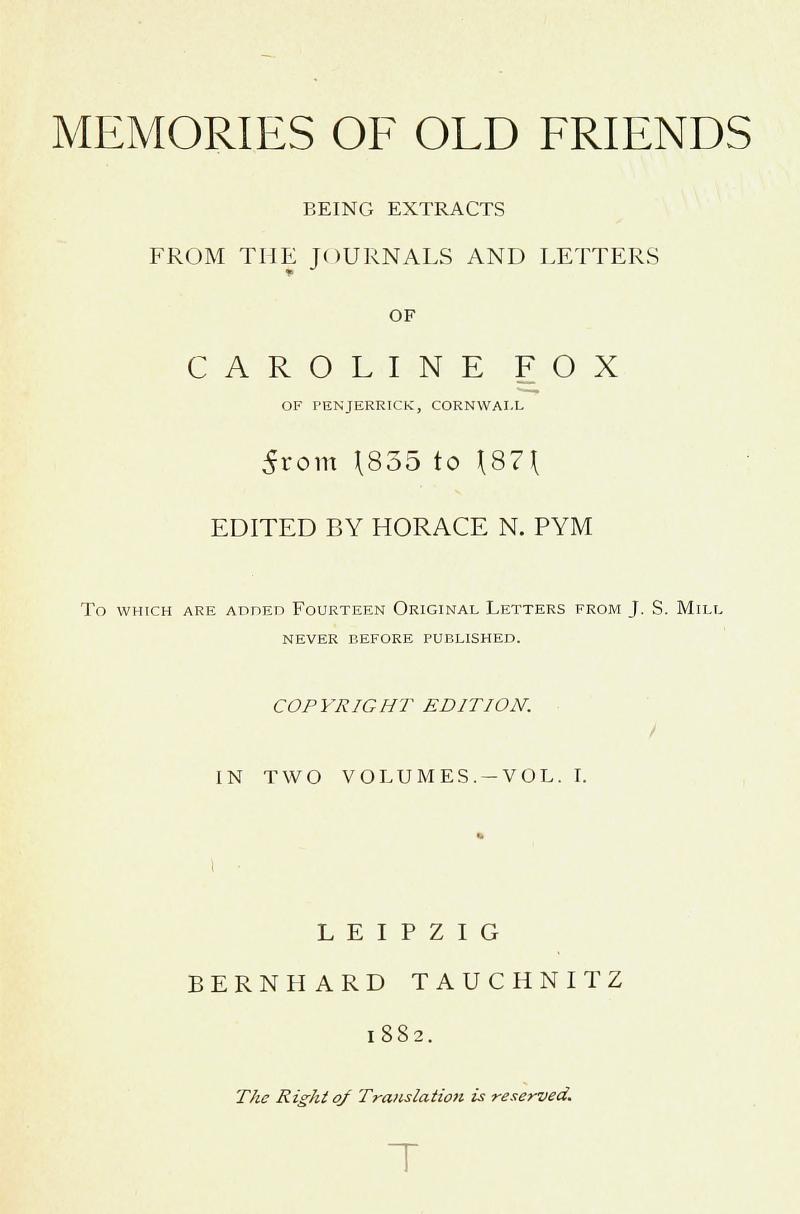 MEMORIES OF OLD FRIENDS
BEING EXTRACTS
FROM THE JOURNALS AND LETTERS
OF
CAROLINE FOX
OF PENJERRICK, CORNWALL
From 1835 to 1871
EDITED BY HORACE N. PYM
To which are added Fourteen Original Letters from J. S. Mill
never before published.
COPYRIGHT EDITION.
IN TWO VOLUMES.—VOL. I.
LEIPZIG
BERNHARD TAUCHNITZ
1882.
The Right of Translation is reserved.
T